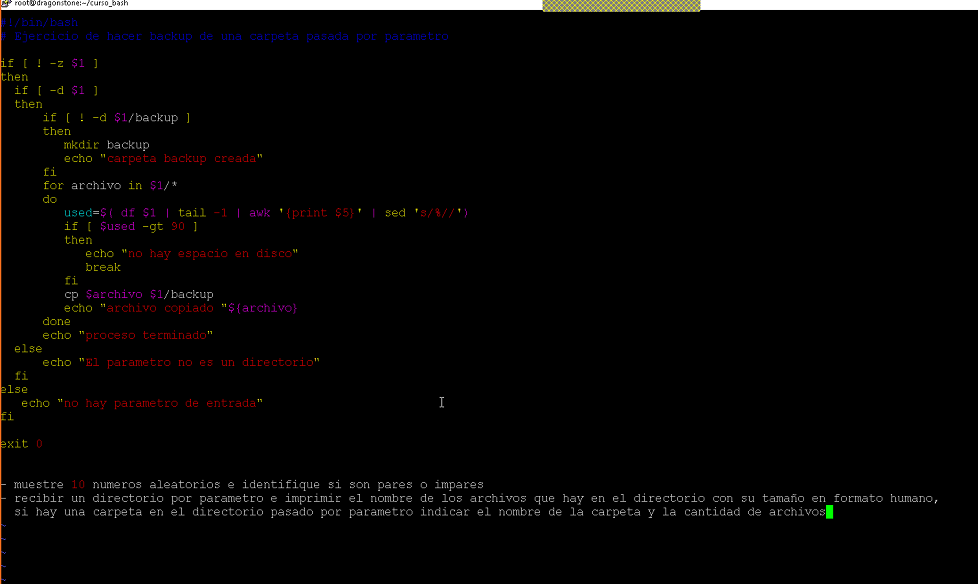 root@dragonstone:~/curso_bash
#!/bin/bash
# Ejercicio de hacer backup de una carpeta pasada por parametro
if [ ! -z $1 ]
then
if [ -d $1 ]
then
if [ ! -d $1/backup ]
then
mkdir backup
echo "carpeta backup creada"
fi
for archivo in $1/*
do
used=$( df $1 | tail -1 | awk '{print $5}' | sed 's/%//')
if [ $used -gt 90 ]
then
echo "no hay espacio en disco"
break
fi
cp $archivo $1/backup
echo "archivo copiado "${archivo}
done
echo "proceso terminado"
else
echo "El parametro no es un directorio"
fi
else
echo "no hay parametro de entrada"
fi
exit 0
- muestre 10 numeros aleatorios e identifique si son pares o impares
- recibir un directorio por parametro e imprimir el nombre de los archivos que hay en el directorio con su tamaño en formato humano,
si hay una carpeta en el directorio pasado por parametro indicar el nombre de la carpeta y la cantidad de archivos
~
~
~
~
~